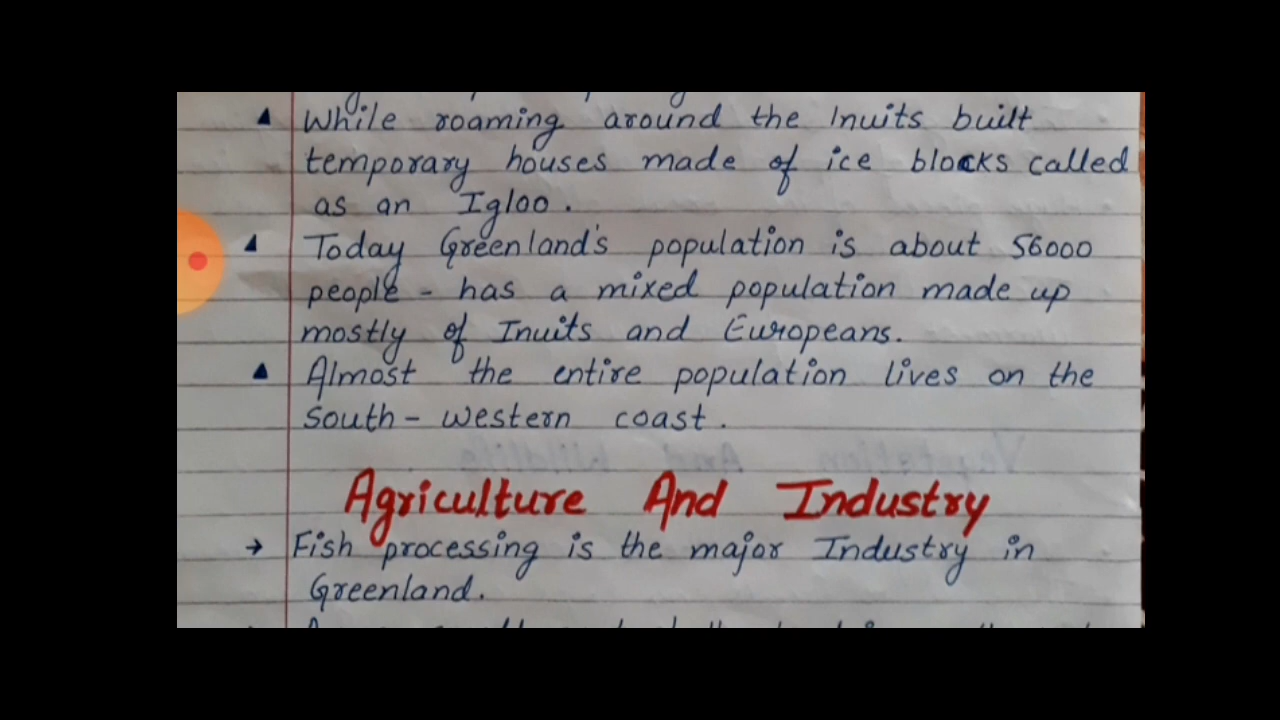 While roaming around the Inuits built
temporary houses made of ice blocks called
as an Igloo.
Today Greenland's population is about 56000
people - has a mixed population made up
mostly of Inuits and Europeans.
Almost the entire population lives on the
South-western coast.
Agriculture And Industry
→ Fish processing is the major Industry in
Greenland.